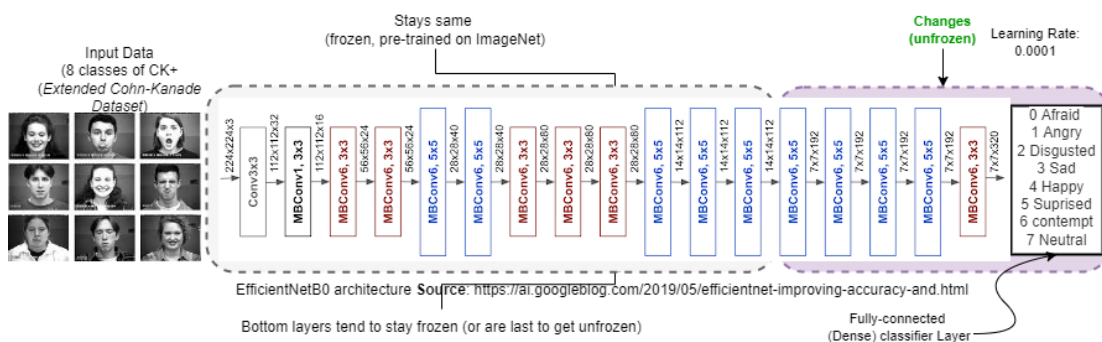 Stays same
(frozen, pre-trained on ImageNet)
Changes
(unfrozen)
Learning Rate:
0.0001
Input Data
(8 classes of CK+
(Extended Cohn-Kanade
Dataset)
224x224x3
Conv3x3
112x112x32
MBConv1, 3x3
112x112x16
MBConv6, 3x3
56x56x24
MBConv6, 3x3
56x56x24
MBConv6, 5x5
28x28x40
MBConv6, 5x5
28x28x40
MBConv6, 3x3
28x28x80
MBConv6, 3x3
28x28x80
MBConv6, 3x3
28x28x80
MBConv6, 5x5
14x14x112
MBConv6, 5x5
14x14x112
MBConv6, 5x5
14x14x112
MBConv6, 5x5
7x7x192
MBConv6, 5x5
7x7x192
MBConv6, 5x5
7x7x192
MBConv6, 5x5
7x7x192
MBConv6, 3x3
7x7x320
0 Afraid
1 Angry
2 Disgusted
3 Sad
4 Happy
5 Suprised
6 contempt
7 Neutral
EfficientNetB0 architecture Source: https://ai.googleblog.com/2019/05/efficientnet-improving-accuracy-and.html
Bottom layers tend to stay frozen (or are last to get unfrozen)
Fully-connected
(Dense) classifier Layer